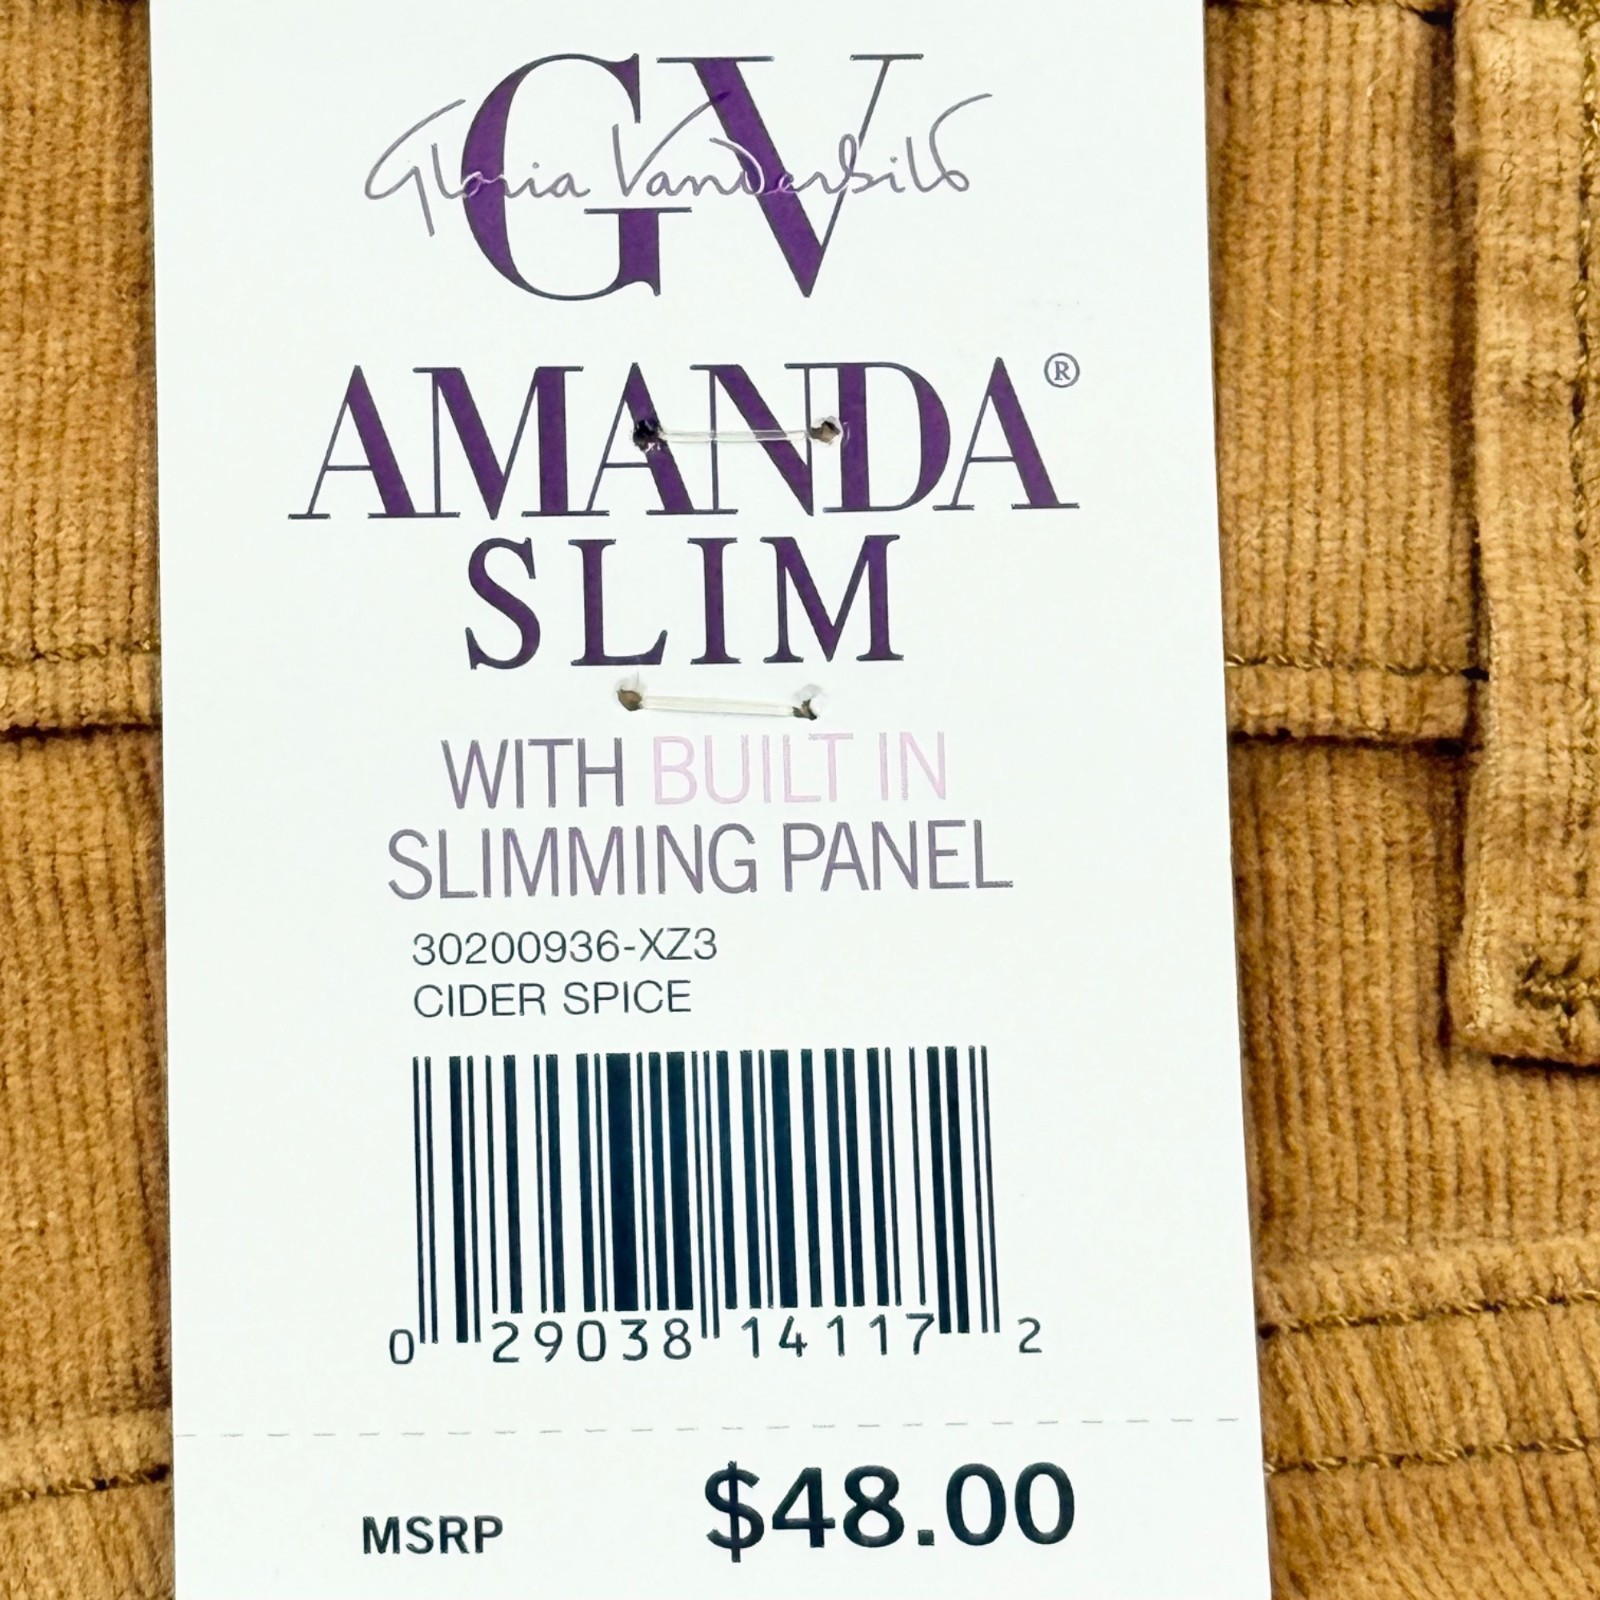 GV
Gloria Vanderbilt
AMANDA®
SLIM
WITH BUILT IN
SLIMMING PANEL
30200936-XZ3
CIDER SPICE
0 29038 14117 2
MSRP $48.00